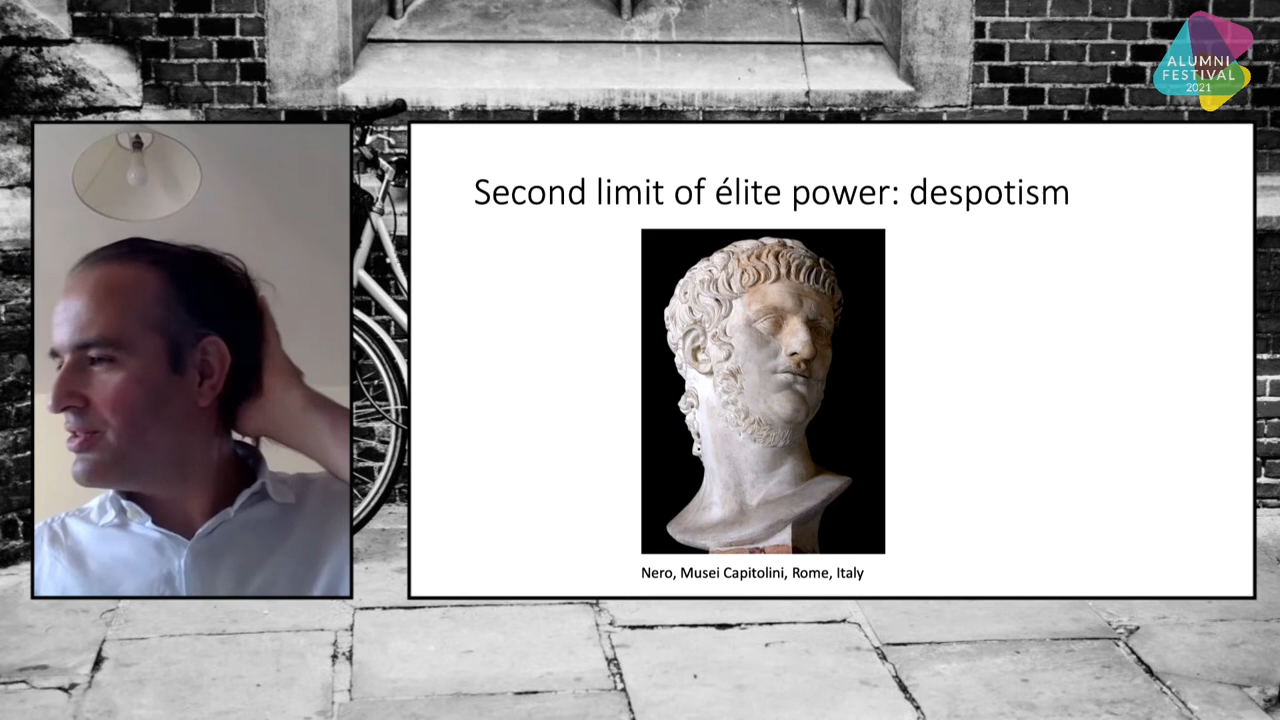 ALUMNI
FESTIVAL
2021
Second limit of élite power: despotism
Nero, Musei Capitolini, Rome, Italy